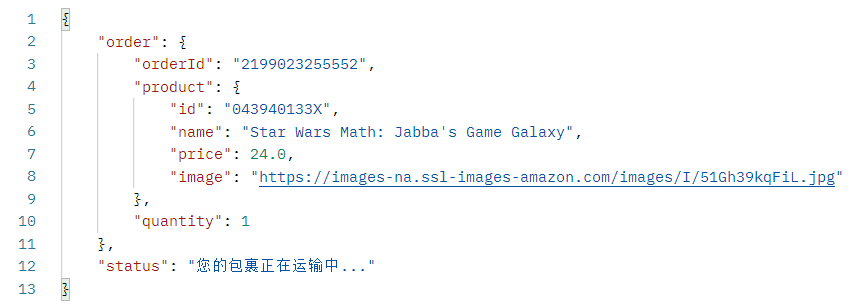 1 {
2 "order": {
3 "orderId": "2199023255552",
4 "product": {
5 "id": "043940133X",
6 "name": "Star Wars Math: Jabba's Game Galaxy",
7 "price": 24.0,
8 "image": "https://images-na.ssl-images-amazon.com/images/I/51Gh39kqFiL.jpg"
9 },
10 "quantity": 1
11 },
12 "status": "您的包裹正在运输中..."
13 }